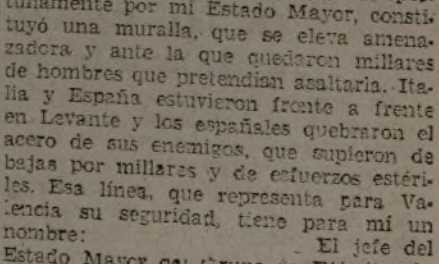 tunamente por mi Estado Mayor, consti-
tuyó una muralla, que se eleva amena-
zadora y ante la que quedaron millares
de hombres que pretendían asaltarla. Ita-
lia y España estuvieron frente a frente
en Levante y los españoles quebraron el
acero de sus enemigos, que supieron de
bajas por millares y de esfuerzos estéri-
les. Esa línea, que representa para Va-
lencia su seguridad, tiene para mí un
nombre: El jefe del
Estado Mayor